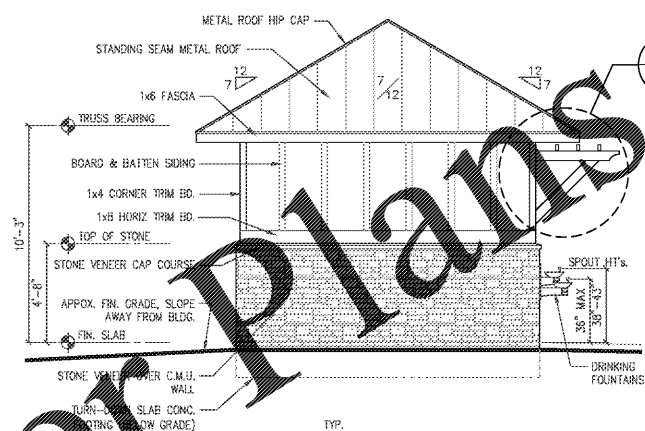 METAL ROOF HIP CAP
STANDING SEAM METAL ROOF
12
7
7
12
12
7
1x6 FASCIA
TRUSS BEARING
BOARD & BATTEN SIDING
1x4 CORNER TRIM BD.
1x8 HORIZ TRIM BD.
TOP OF STONE
10'-3"
STONE VENEER CAP COURSE
SPOUT HT's.
4'-8"
APPOX. FIN. GRADE, SLOPE
AWAY FROM BLDG.
36" MAX
38"-43"
FIN. SLAB
STONE VENEER OVER C.M.U.
WALL
DRINKING
FOUNTAINS
TURN-DOWN SLAB CONC.
FOOTING (BELOW GRADE)
TYP.
Plans